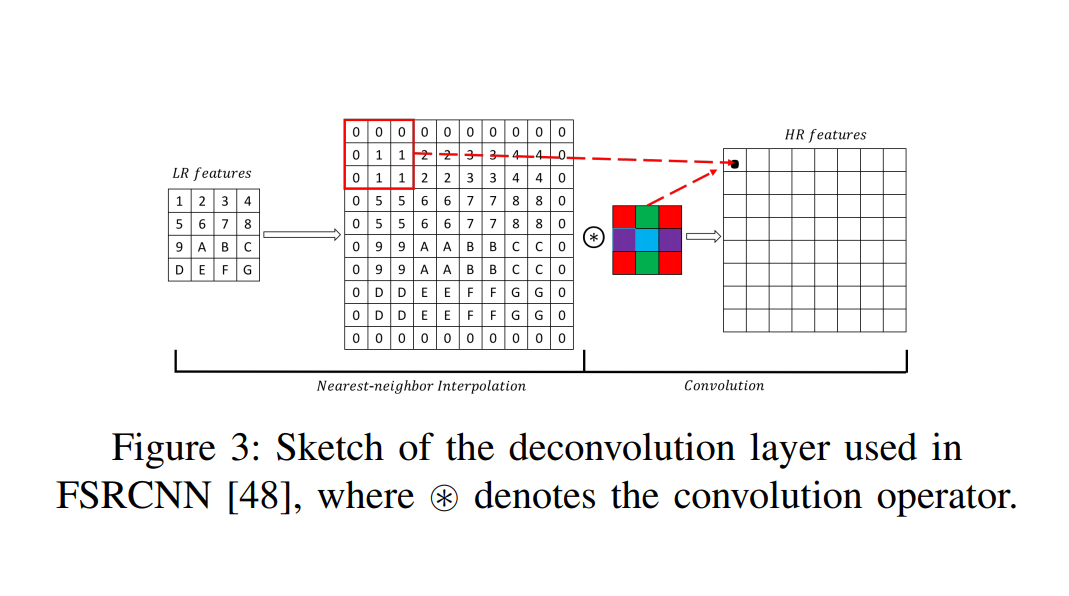 LR features
1 2 3 4
5 6 7 8
9 A B C
D E F G
0 0 0 0 0 0 0 0 0 0
0 1 1 2 2 3 3 4 4 0
0 1 1 2 2 3 3 4 4 0
0 5 5 6 6 7 7 8 8 0
0 5 5 6 6 7 7 8 8 0
0 9 9 A A B B C C 0
0 9 9 A A B B C C 0
0 D D E E F F G G 0
0 D D E E F F G G 0
0 0 0 0 0 0 0 0 0 0
⊛
HR features
Nearest-neighbor Interpolation
Convolution
Figure 3: Sketch of the deconvolution layer used in
FSRCNN [48], where ⊛ denotes the convolution operator.